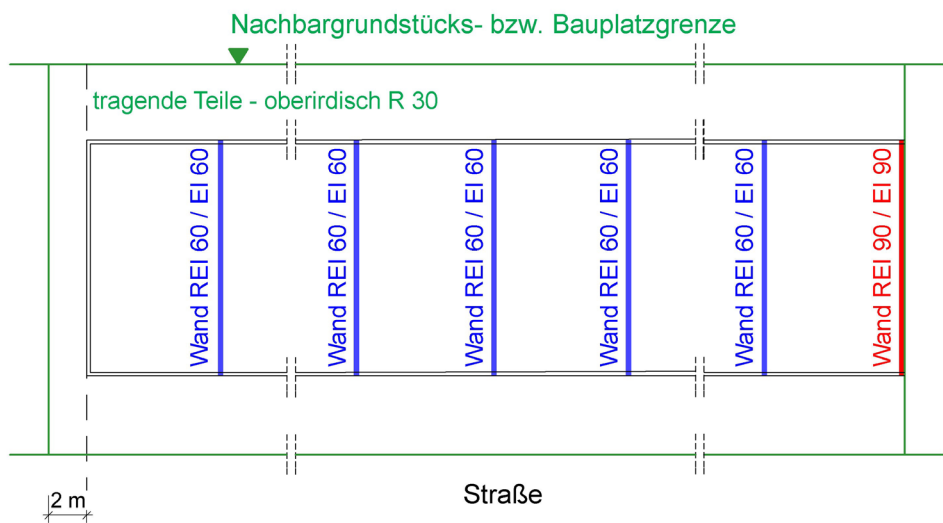 Nachbargrundstücks- bzw. Bauplatzgrenze
tragende Teile - oberirdisch R 30
Wand REI 60 / EI 60
Wand REI 60 / EI 60
Wand REI 60 / EI 60
Wand REI 60 / EI 60
Wand REI 60 / EI 60
Wand REI 90 / EI 90
2 m
Straße